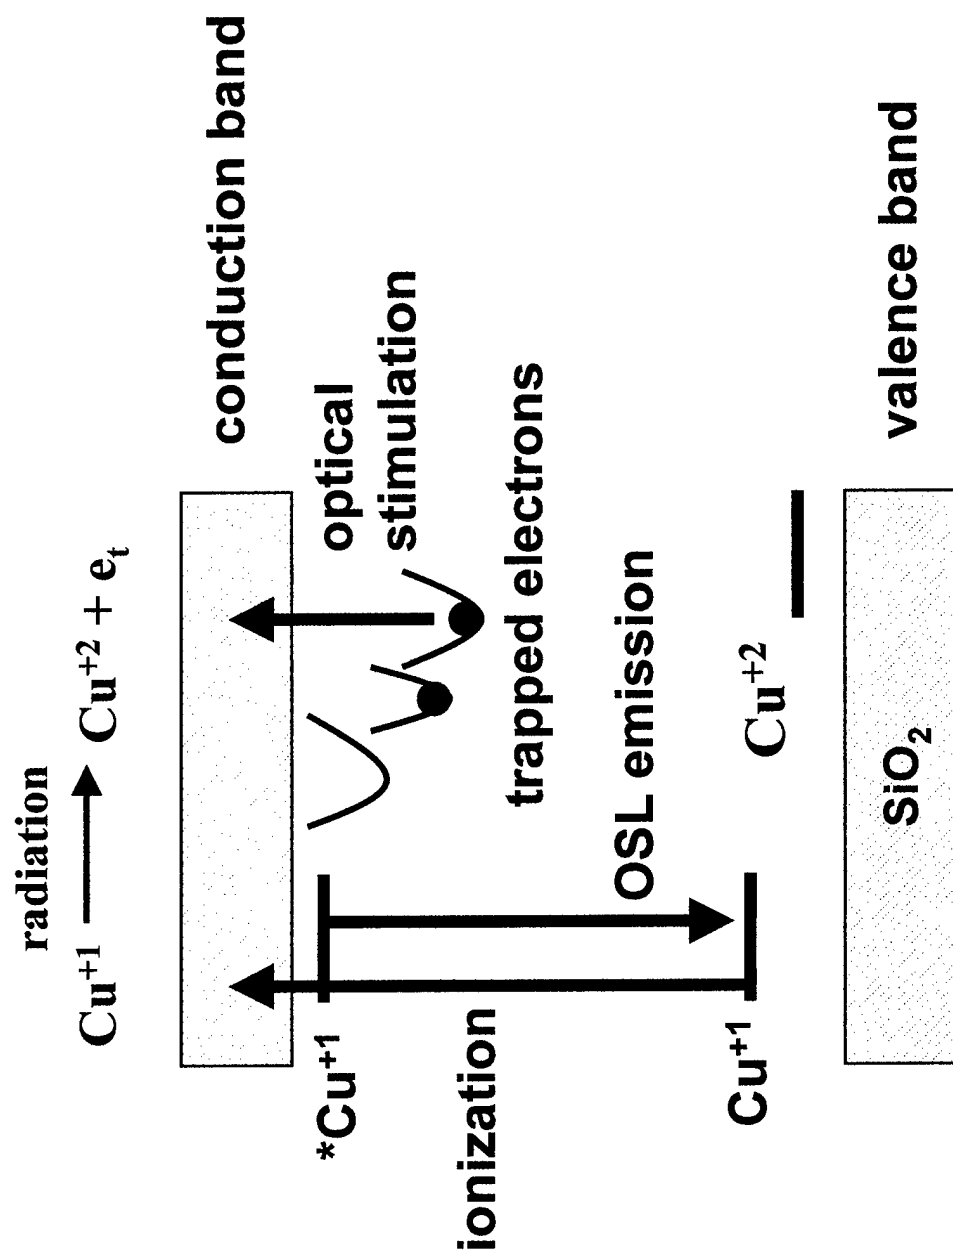 radiation
Cu⁺¹ → Cu⁺² + eₜ
conduction band
*Cu⁺¹
optical
stimulation
ionization
trapped electrons
OSL emission
Cu⁺¹
Cu⁺²
SiO₂
valence band